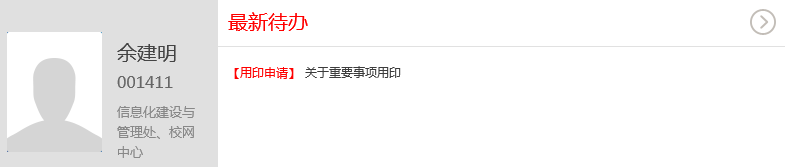 余建明
001411
信息化建设与
管理处、校网
中心
最新待办
【用印申请】 关于重要事项用印